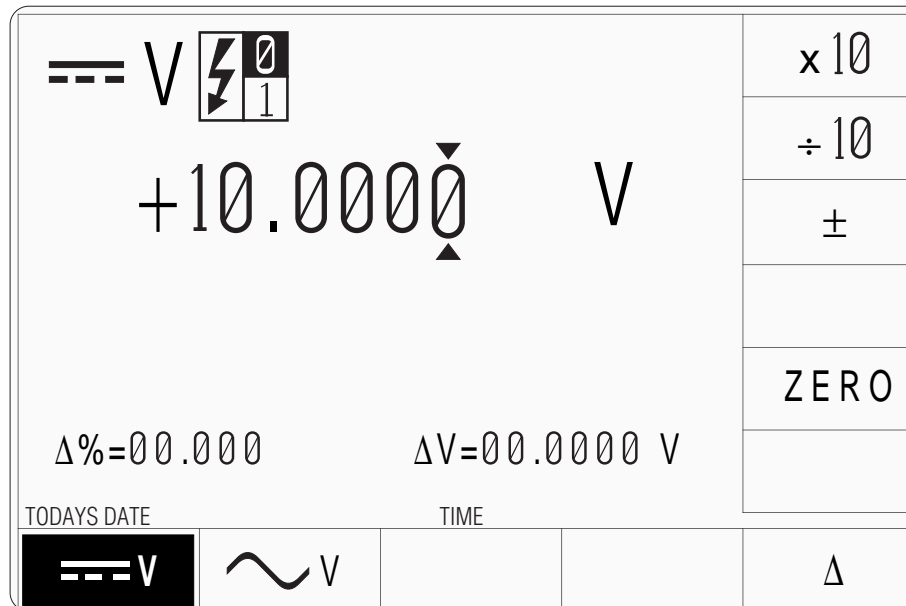 V 0
1
x10
÷10
+10.0000 V
±
ZERO
Δ%=00.000 ΔV=00.0000 V
TODAYS DATE TIME
V V Δ